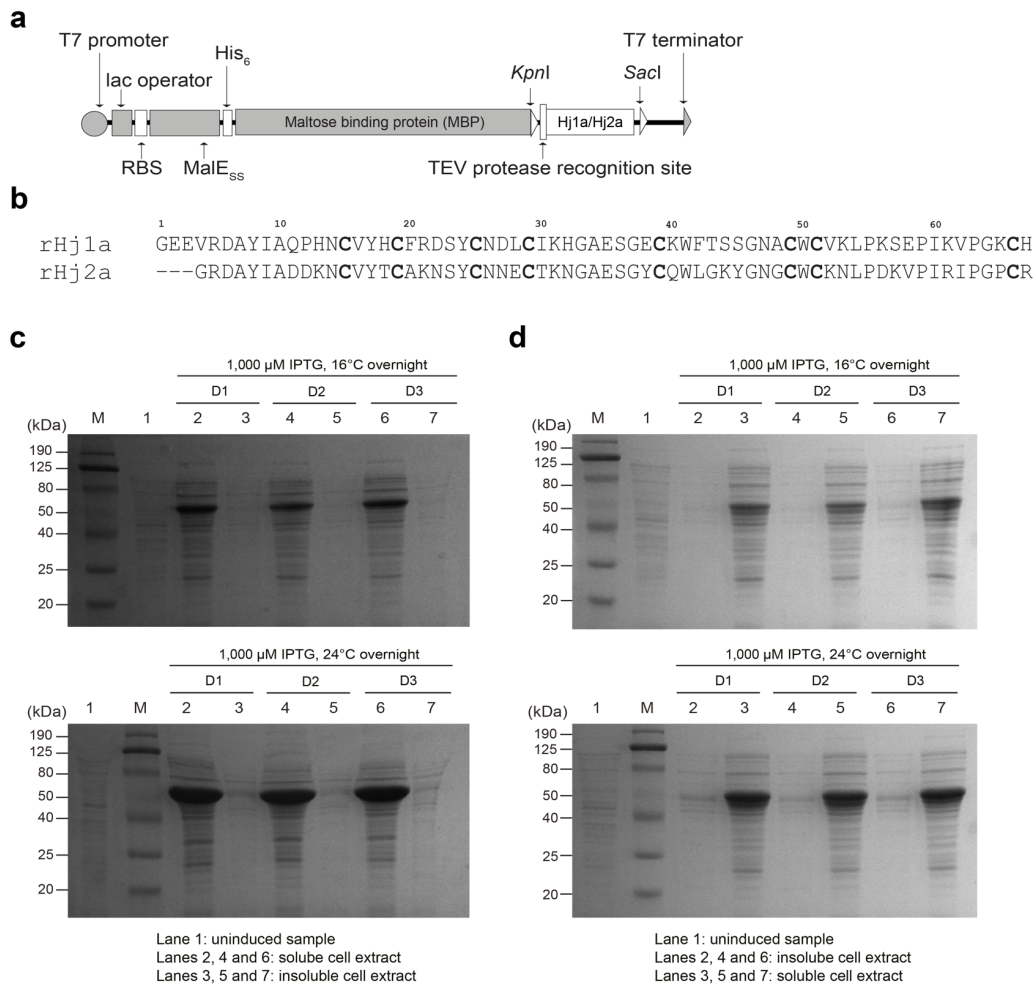 a
T7 promoter
T7 terminator
His6
lac operator
KpnI
SacI
Maltose binding protein (MBP)
Hj1a/Hj2a
RBS
MalESS
TEV protease recognition site
b
1 10 20 30 40 50 60
rHj1a GEEVRDAYIAQPHNCVYHCFRDSYCNDLCIKHGAESGECKWFTSSGNACWCVKLPKSEPIKVPGKCH
rHj2a ---GRDAYIADDKNCVYTCAKNSYCNNECTKNGAESGYCQWLGKYGNGCWCKNLPDKVPIRIPGPCR
c
1,000 µM IPTG, 16°C overnight
D1 D2 D3
(kDa) M 1 2 3 4 5 6 7
190
125
80
50
40
25
20
1,000 µM IPTG, 24°C overnight
D1 D2 D3
(kDa) 1 M 2 3 4 5 6 7
190
125
80
50
40
25
20
Lane 1: uninduced sample
Lanes 2, 4 and 6: solube cell extract
Lanes 3, 5 and 7: insoluble cell extract
d
1,000 µM IPTG, 16°C overnight
D1 D2 D3
(kDa) M 1 2 3 4 5 6 7
190
125
80
50
40
25
20
1,000 µM IPTG, 24°C overnight
D1 D2 D3
(kDa) 1 M 2 3 4 5 6 7
190
125
80
50
40
25
20
Lane 1: uninduced sample
Lanes 2, 4 and 6: insolube cell extract
Lanes 3, 5 and 7: soluble cell extract